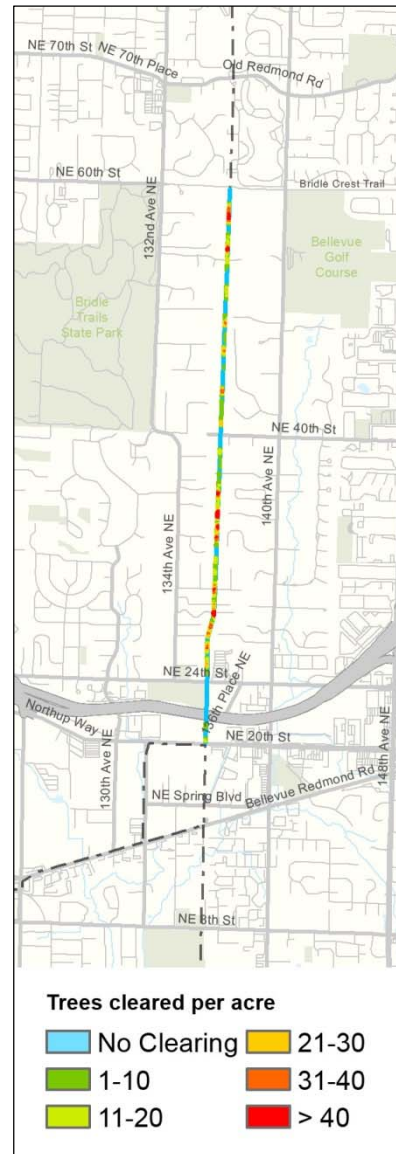 NE 70th St
NE 70th Place
Old Redmond Rd
NE 60th St
Bridle Crest Trail
132nd Ave NE
Bellevue
Golf
Course
Bridle
Trails
State Park
NE 40th St
140th Ave NE
134th Ave NE
NE 24th St
136th Place NE
Northup Way
130th Ave NE
NE 20th St
148th Ave NE
NE Spring Blvd
Bellevue Redmond Rd
NE 8th St
Trees cleared per acre
No Clearing
21-30
1-10
31-40
11-20
> 40